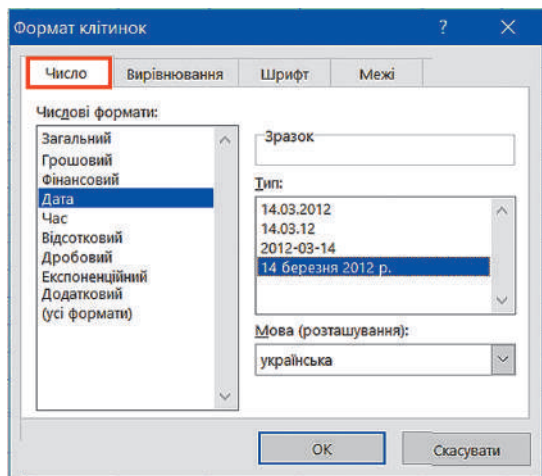 Формат клітинок
? ×
Число Вирівнювання Шрифт Межі
Числові формати:
Загальний
Грошовий
Фінансовий
Дата
Час
Відсотковий
Дробовий
Експоненційний
Додатковий
(усі формати)
Зразок
Тип:
14.03.2012
14.03.12
2012-03-14
14 березня 2012 р.
Мова (розташування):
українська
ОК Скасувати